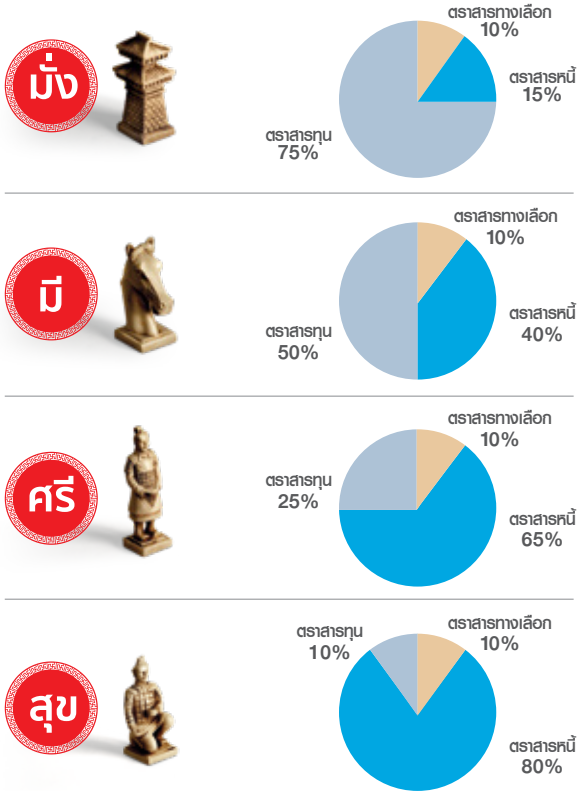 มั่ง
ตราสารทางเลือก
10%
ตราสารหนี้
15%
ตราสารทุน
75%
มี
ตราสารทางเลือก
10%
ตราสารหนี้
40%
ตราสารทุน
50%
ศรี
ตราสารทางเลือก
10%
ตราสารทุน
25%
ตราสารหนี้
65%
สุข
ตราสารทุน
10%
ตราสารทางเลือก
10%
ตราสารหนี้
80%